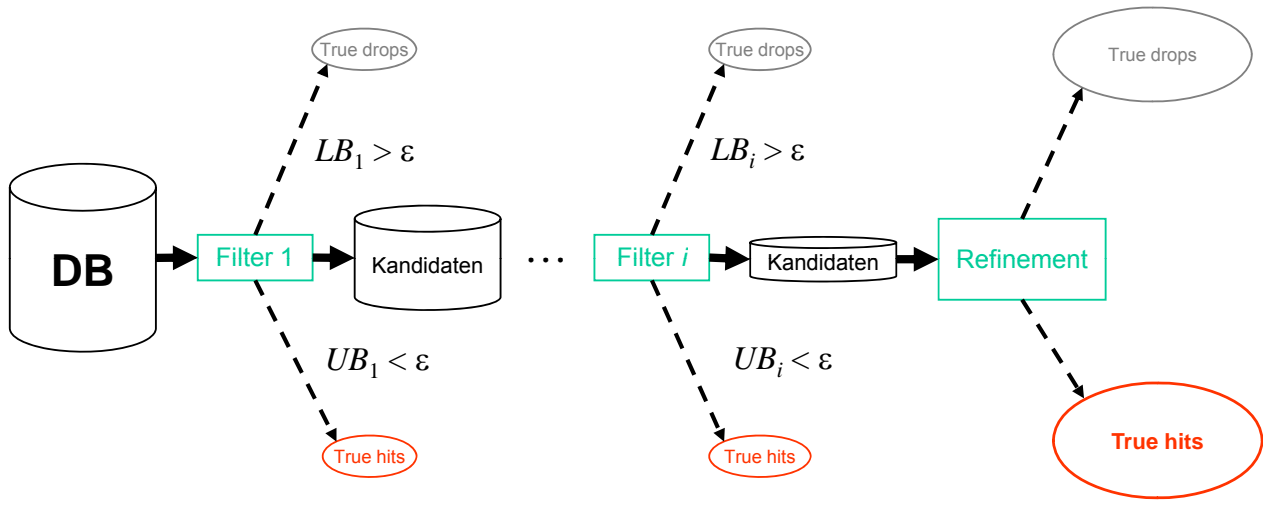 True drops
True drops
True drops
LB₁ > ε
LBᵢ > ε
DB
Filter 1
Kandidaten
...
Filter i
Kandidaten
Refinement
UB₁ < ε
UBᵢ < ε
True hits
True hits
True hits